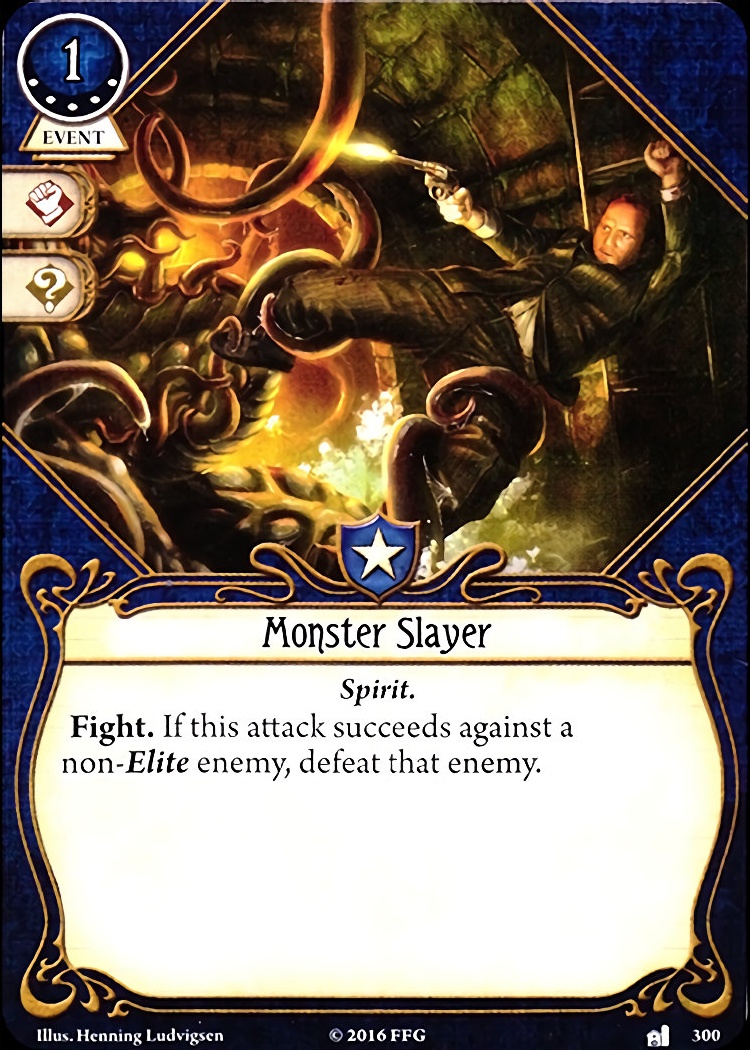 1
EVENT
Monster Slayer
Spirit.
Fight. If this attack succeeds against a
non-Elite enemy, defeat that enemy.
Illus. Henning Ludvigsen © 2016 FFG 300